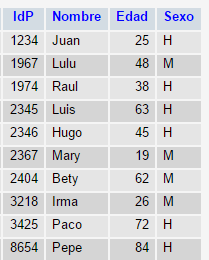 IdP Nombre Edad Sexo
1234 Juan 25 H
1967 Lulu 48 M
1974 Raul 38 H
2345 Luis 63 H
2346 Hugo 45 H
2367 Mary 19 M
2404 Bety 62 M
3218 Irma 26 M
3425 Paco 72 H
8654 Pepe 84 H